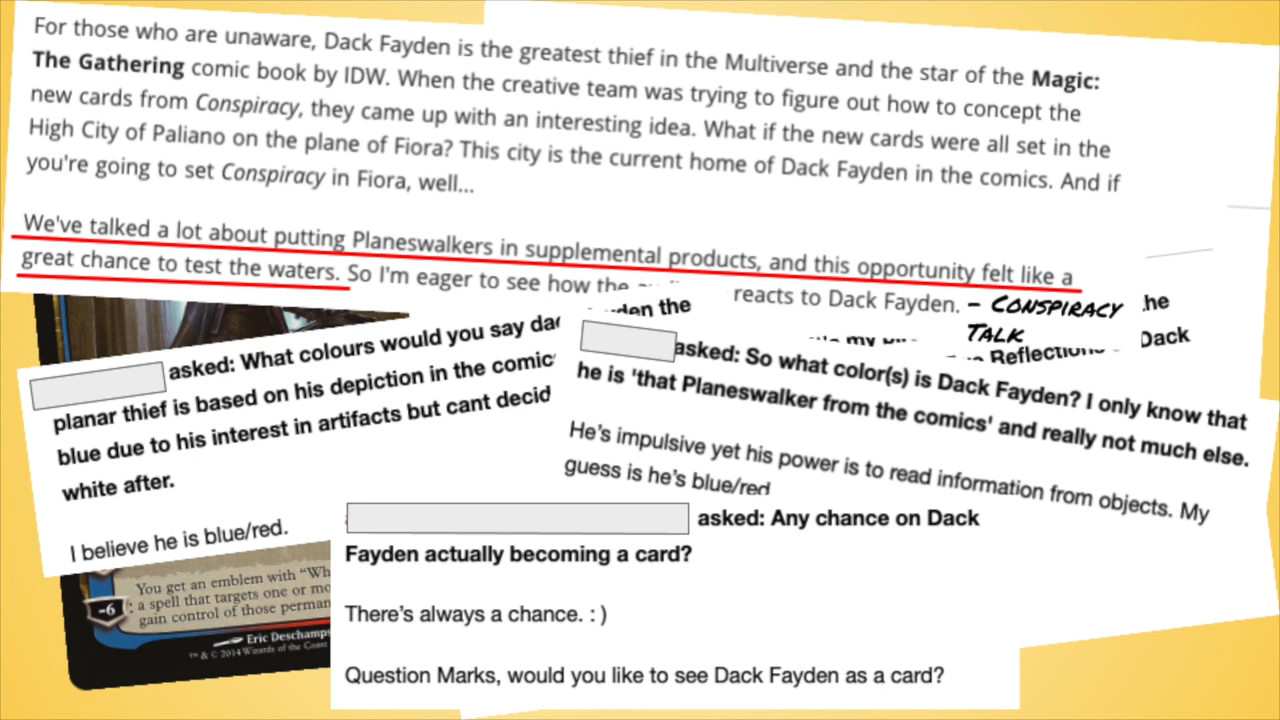 For those who are unaware, Dack Fayden is the greatest thief in the Multiverse and the star of the Magic:
The Gathering comic book by IDW. When the creative team was trying to figure out how to concept the
new cards from Conspiracy, they came up with an interesting idea. What if the new cards were all set in the
High City of Paliano on the plane of Fiora? This city is the current home of Dack Fayden in the comics. And if
you're going to set Conspiracy in Fiora, well...
We've talked a lot about putting Planeswalkers in supplemental products, and this opportunity felt like a
great chance to test the waters. So I'm eager to see how the
reacts to Dack Fayden. – CONSPIRACY
TALK
the
Dack
Reflections
asked: What colours would you say
planar thief is based on his depiction in the comic
blue due to his interest in artifacts but cant decid
white after.
I believe he is blue/red.
asked: So what color(s) is Dack Fayden? I only know that
he is 'that Planeswalker from the comics' and really not much else.
He's impulsive yet his power is to read information from objects. My
guess is he's blue/red
asked: Any chance on Dack
Fayden actually becoming a card?
There's always a chance. : )
Question Marks, would you like to see Dack Fayden as a card?
-6
: You get an emblem with “Wh
a spell that targets one or mo
gain control of those perman
Eric Deschamps
™ & © 2014 Wizards of the Coast